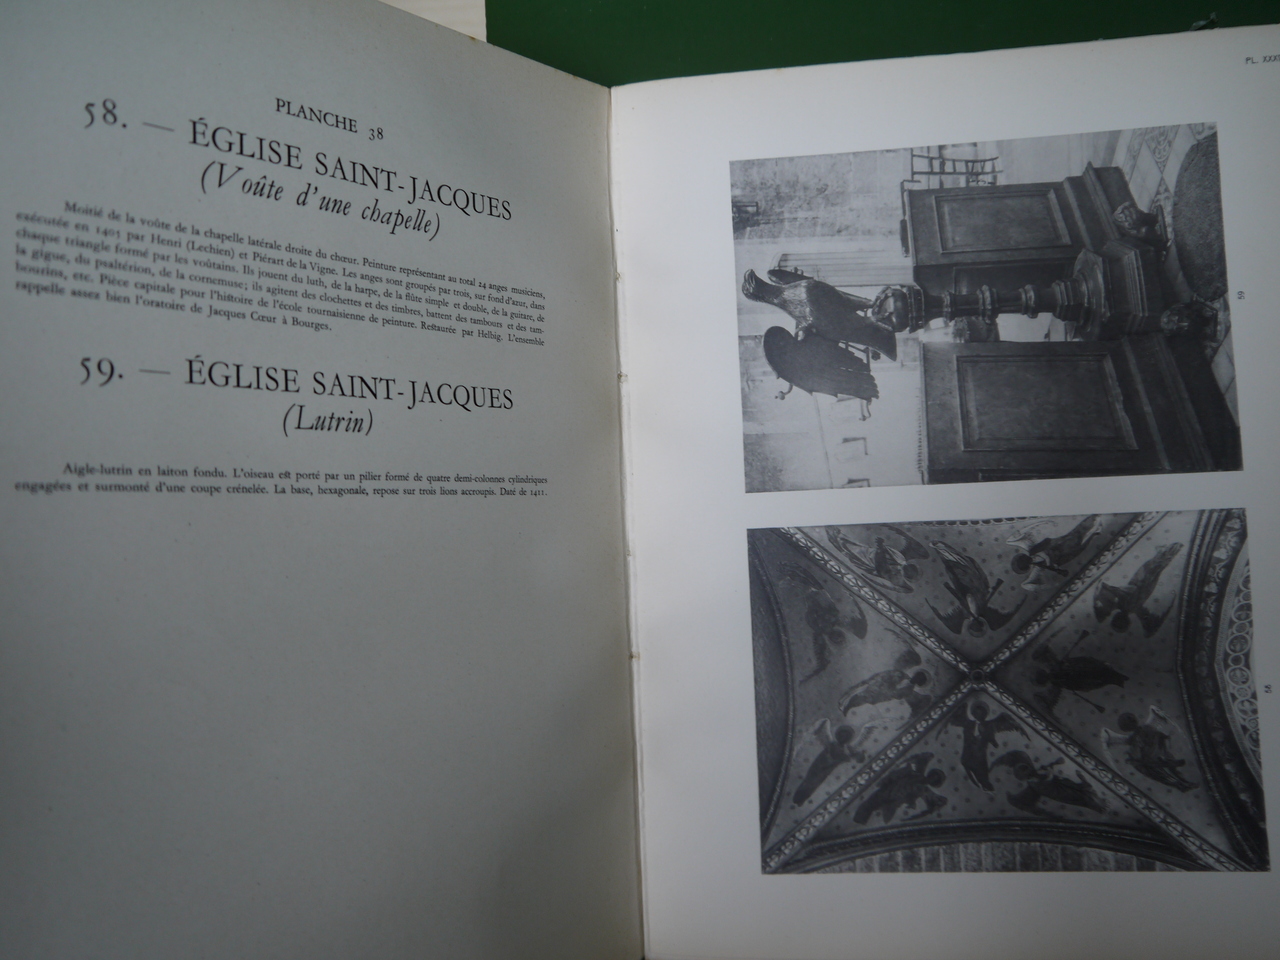 PLANCHE 38
58. — ÉGLISE SAINT-JACQUES
(Voûte d'une chapelle)
Moitié de la voûte de la chapelle latérale droite du chœur. Peinture représentant au total 24 anges musiciens,
exécutée en 1405 par Henri (Lechien) et Piérart de la Vigne. Les anges sont groupés par trois, sur fond d'azur, dans
chaque triangle formé par les voûtains. Ils jouent du luth, de la harpe, de la flûte simple et double, de la guitare, de
la gigue, du psaltérion, de la cornemuse; ils agitent des clochettes et des timbres, battent des tambours et des tam-
bourins, etc. Pièce capitale pour l'histoire de l'école tournaisienne de peinture. Restaurée par Helbig. L'ensemble
rappelle assez bien l'oratoire de Jacques Cœur à Bourges.
59. — ÉGLISE SAINT-JACQUES
(Lutrin)
Aigle-lutrin en laiton fondu. L'oiseau est porté par un pilier formé de quatre demi-colonnes cylindriques
engagées et surmonté d'une coupe crénelée. La base, hexagonale, repose sur trois lions accroupis. Daté de 1411.
PL.
59
58